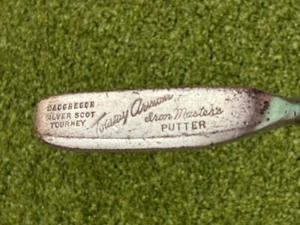 MACGREGOR
SILVER SCOT
TOURNEY
Tommy Armour
Iron Master
PUTTER